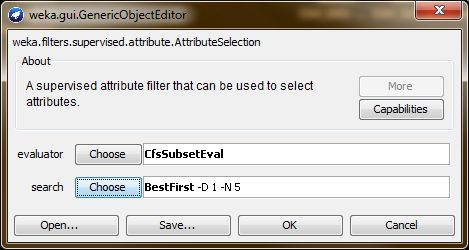 weka.gui.GenericObjectEditor
weka.filters.supervised.attribute.AttributeSelection
About
A supervised attribute filter that can be used to select
attributes.
More
Capabilities
evaluator Choose CfsSubsetEval
search Choose BestFirst -D 1 -N 5
Open... Save... OK Cancel